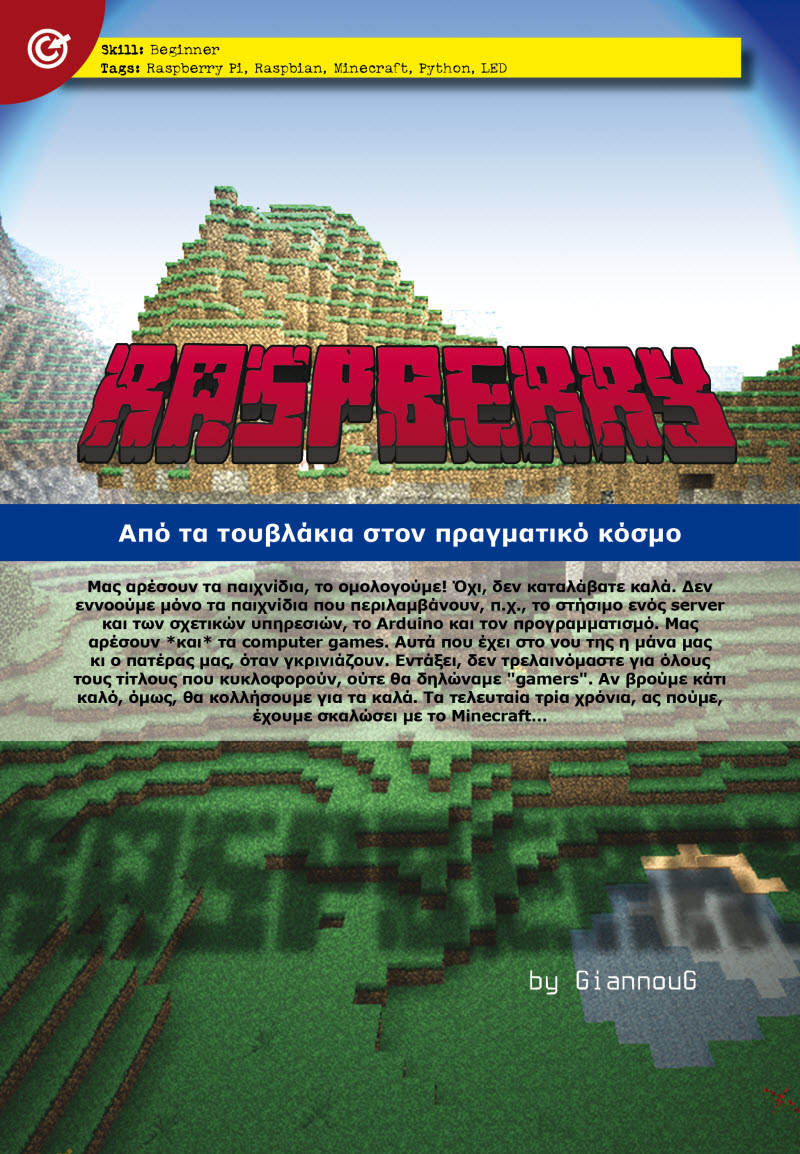 Skill: Beginner
Tags: Raspberry Pi, Raspbian, Minecraft, Python, LED
RASPBERRY
Από τα τουβλάκια στον πραγματικό κόσμο
Μας αρέσουν τα παιχνίδια, το ομολογούμε! Όχι, δεν καταλάβατε καλά. Δεν
εννοούμε μόνο τα παιχνίδια που περιλαμβάνουν, π.χ., το στήσιμο ενός server
και των σχετικών υπηρεσιών, το Arduino και τον προγραμματισμό. Μας
αρέσουν *και* τα computer games. Αυτά που έχει στο νου της η μάνα μας
κι ο πατέρας μας, όταν γκρινιάζουν. Εντάξει, δεν τρελαινόμαστε για όλους
τους τίτλους που κυκλοφορούν, ούτε θα δηλώναμε "gamers". Αν βρούμε κάτι
καλό, όμως, θα κολλήσουμε για τα καλά. Τα τελευταία τρία χρόνια, ας πούμε,
έχουμε σκαλώσει με το Minecraft...
by GiannouG